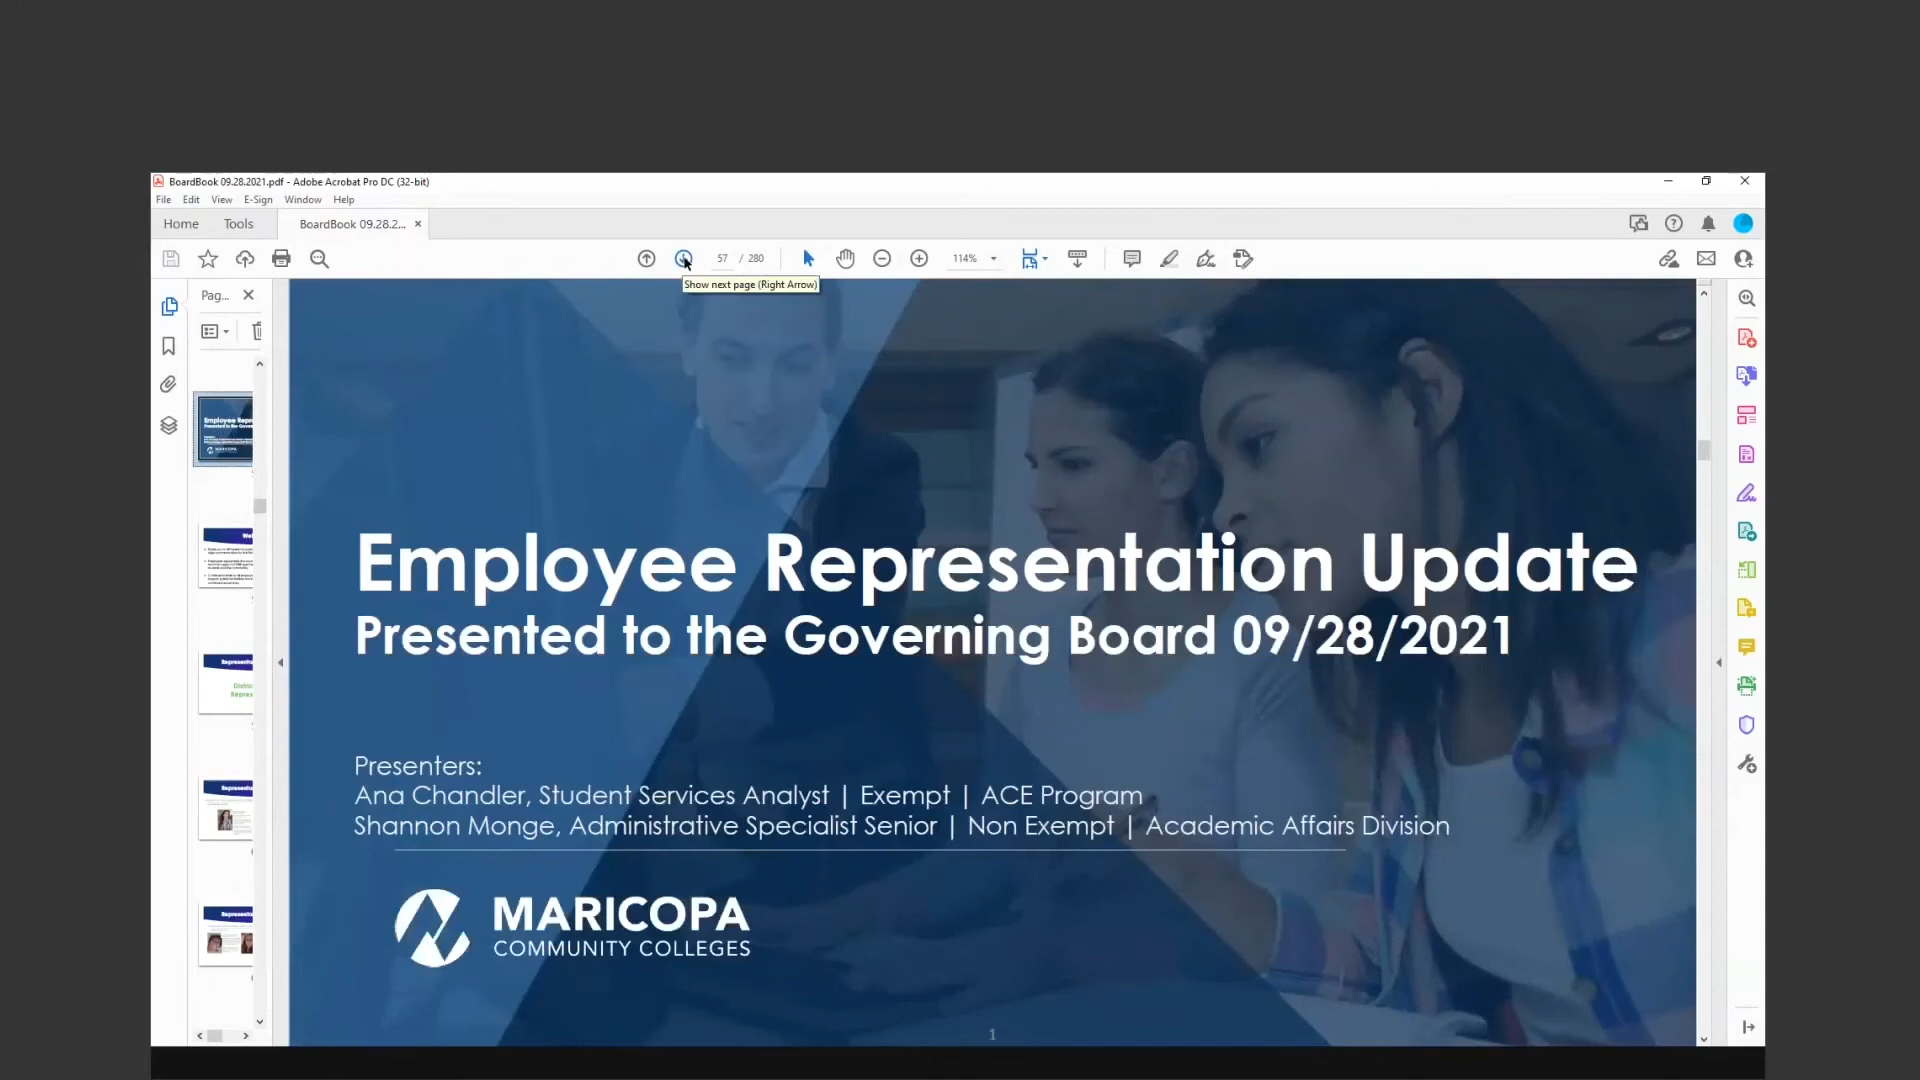 BoardBook 09.28.2021.pdf - Adobe Acrobat Pro DC (32-bit)
File Edit View E-Sign Window Help
Home Tools BoardBook 09.28.2... ×
57 / 280 114%
Show next page (Right Arrow)
Pag...
Employee Representation Update
Presented to the Governing Board 09/28/2021
Presenters:
Ana Chandler, Student Services Analyst | Exempt | ACE Program
Shannon Monge, Administrative Specialist Senior | Non Exempt | Academic Affairs Division
MARICOPA
COMMUNITY COLLEGES
1